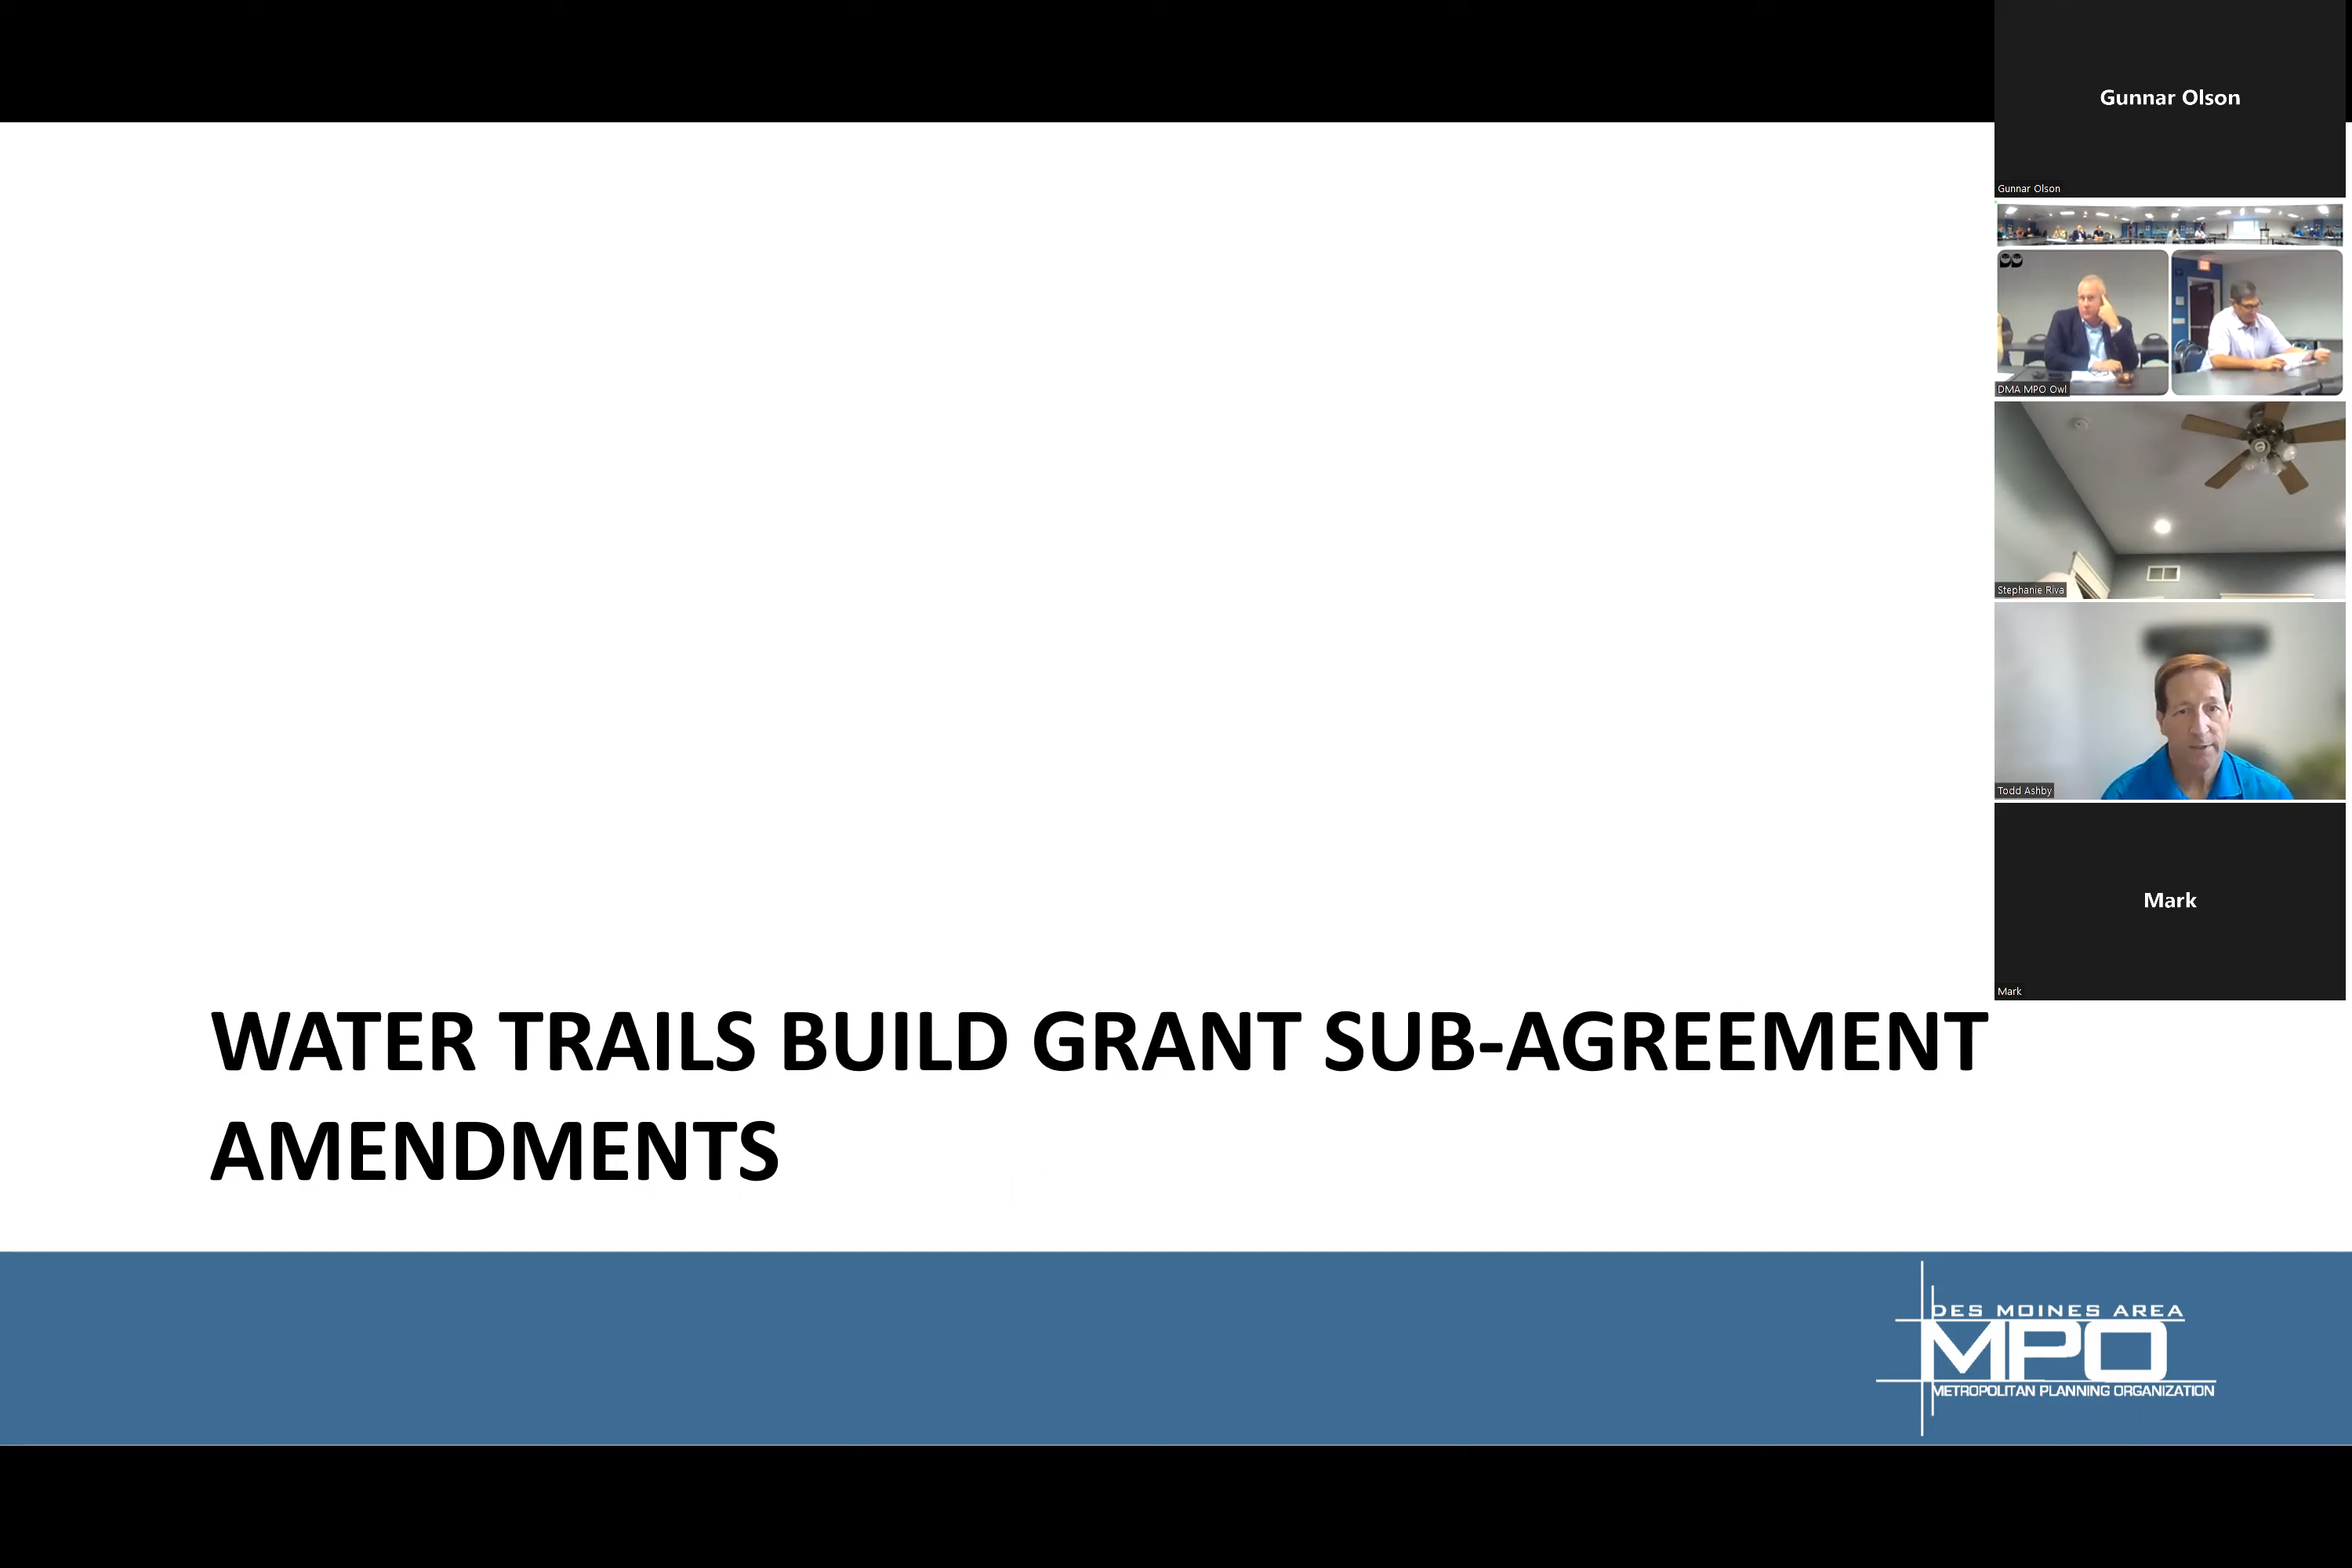 Gunnar Olson
Gunnar Olson
DMA MPO Owl
Stephanie Riva
Todd Ashby
Mark
Mark
WATER TRAILS BUILD GRANT SUB-AGREEMENT
AMENDMENTS
DES MOINES AREA
MPO
METROPOLITAN PLANNING ORGANIZATION